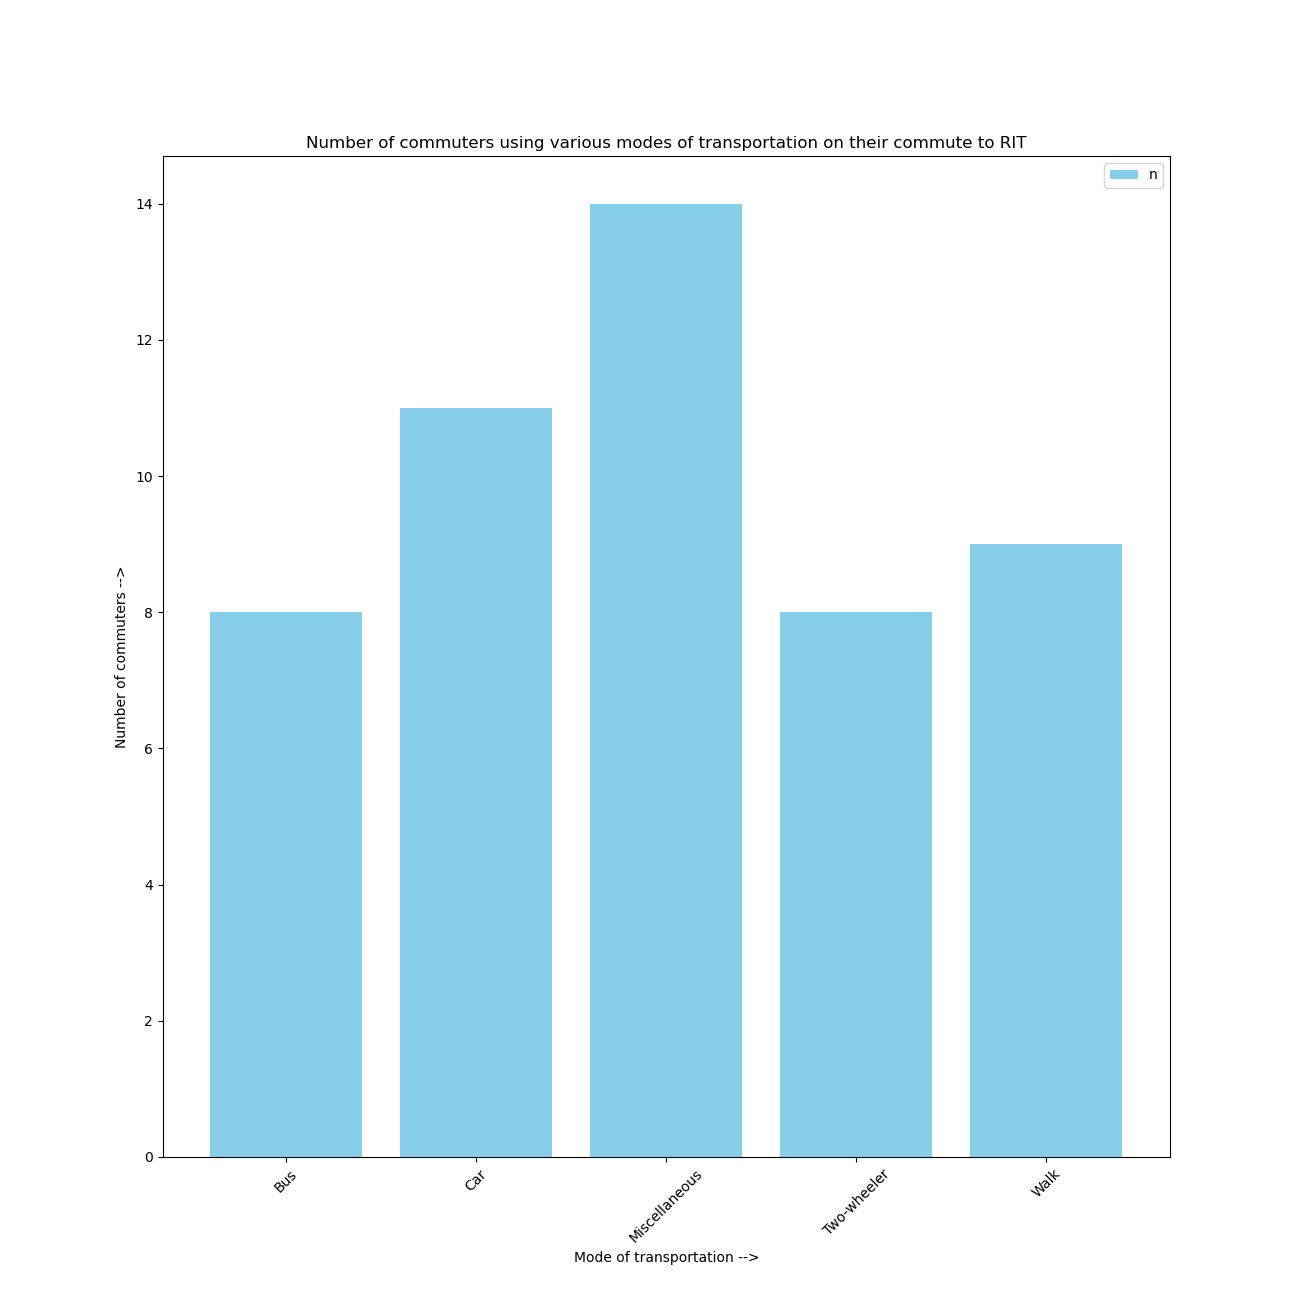 Number of commuters using various modes of transportation on their commute to RIT
n
14
12
10
8
6
4
2
0
Number of commuters -->
Bus
Car
Miscellaneous
Two-wheeler
Walk
Mode of transportation -->